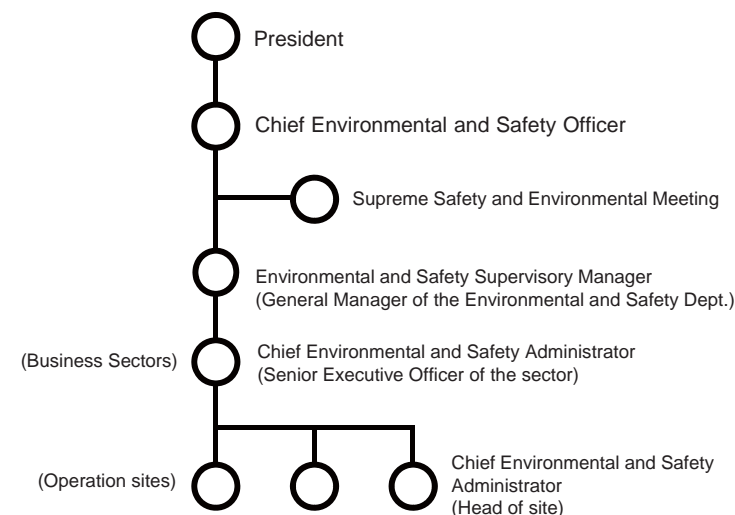 President
Chief Environmental and Safety Officer
Supreme Safety and Environmental Meeting
Environmental and Safety Supervisory Manager
(General Manager of the Environmental and Safety Dept.)
(Business Sectors)
Chief Environmental and Safety Administrator
(Senior Executive Officer of the sector)
(Operation sites)
Chief Environmental and Safety
Administrator
(Head of site)